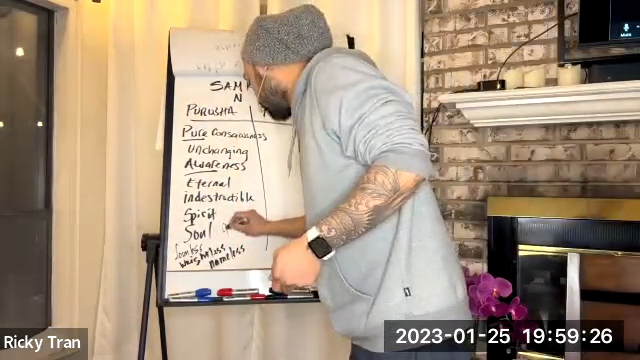 SAM
N
PURUSHA
Pure Consciousness
Unchanging
Awareness
Eternal
indestructible
Spirit
Soul
formless
nameless
Ricky Tran
2023-01-25 19:59:26